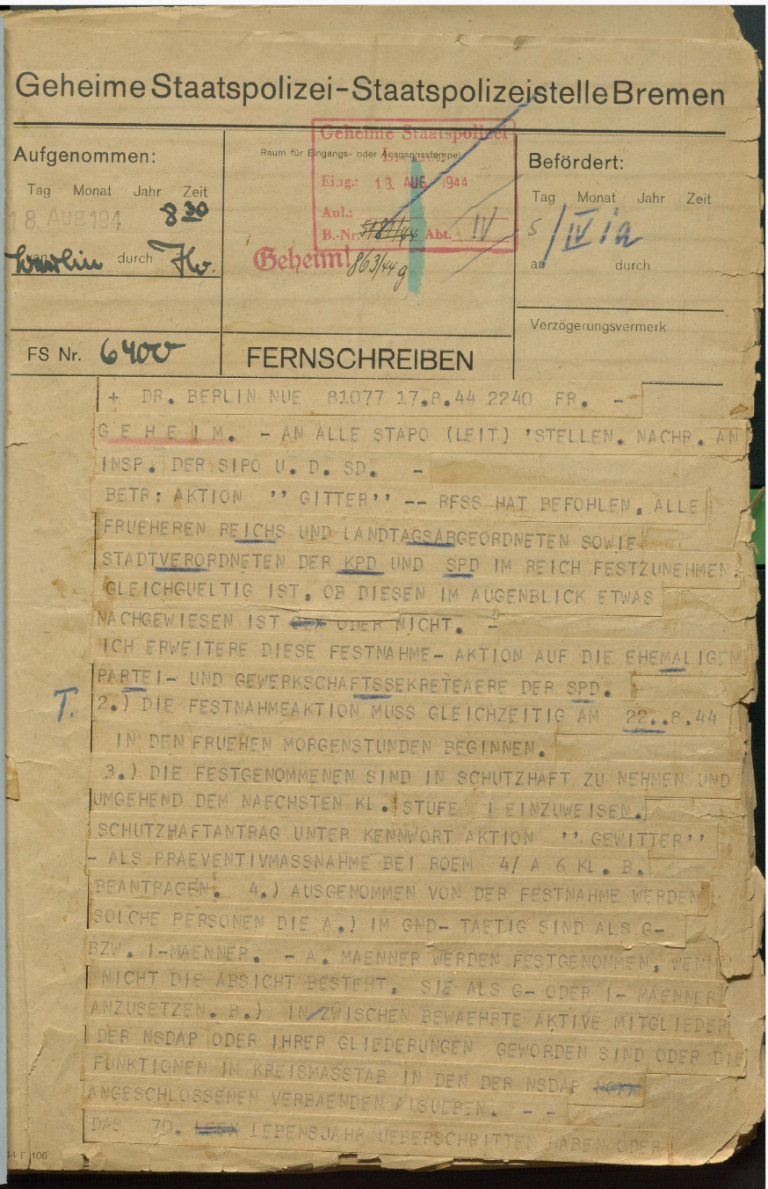 Geheime Staatspolizei-Staatspolizeistelle Bremen
Aufgenommen:
Tag Monat Jahr Zeit
18. AUG 194 8 30
durch
Raum für Eingangs- oder Ausgangsstempel
Geheime Staatspolizei
Eing.: 18. AUG. 1944
Anl.:
B.-Nr. 5181/44 Abt. IV
Geheim!
863/44 g
Befördert:
Tag Monat Jahr Zeit
5/IV 1a
an durch
Verzögerungsvermerk
FS Nr. 6400
FERNSCHREIBEN
+ DR. BERLIN NUE 81077 17.8.44 2240 FR. -
G E H E I M. - AN ALLE STAPO (LEIT) 'STELLEN. NACHR. AN
INSP. DER SIPO U. D. SD. -
BETR: AKTION '' GITTER'' -- RFSS HAT BEFOHLEN, ALLE
FRUEHEREN REICHS UND LANDTAGSABGEORDNETEN SOWIE
STADTVERORDNETEN DER KPD UND SPD IM REICH FESTZUNEHMEN.
GLEICHGUELTIG IST, OB DIESEN IM AUGENBLICK ETWAS
NACHGEWIESEN IST ODER NICHT. -
ICH ERWEITERE DIESE FESTNAHME- AKTION AUF DIE EHEMALIGEN
PARTEI- UND GEWERKSCHAFTSSEKRETEAERE DER SPD.
T.
2.) DIE FESTNAHMEAKTION MUSS GLEICHZEITIG AM 22..8.44
IN DEN FRUEHEN MORGENSTUNDEN BEGINNEN.
3.) DIE FESTGENOMMENEN SIND IN SCHUTZHAFT ZU NEHMEN UND
UMGEHEND DEM NAECHSTEN KL. STUFE I EINZUWEISEN.
SCHUTZHAFTANTRAG UNTER KENNWORT AKTION '' GEWITTER''
- ALS PRAEVENTIVMASSNAHME BEI ROEM 4/ A 6 KL. B.
BEANTRAGEN. 4.) AUSGENOMMEN VON DER FESTNAHME WERDEN
SOLCHE PERSONEN DIE A.) IM GND- TAETIG SIND ALS G-
BZW. I-MAENNER. - A. MAENNER WERDEN FESTGENOMMEN, WENN
NICHT DIE ABSICHT BESTEHT, SIE ALS G- ODER I- MAENNER
ANZUSETZEN. B.) IN/ZWISCHEN BEWAEHRTE AKTIVE MITGLIEDER
DER NSDAP ODER IHRER GLIEDERUNGEN GEWORDEN SIND ODER DIE
FUNKTIONEN IM KREISMASSTAB IN DEN DER NSDAP
ANGESCHLOSSENEN VERBAENDEN AUSUEBEN. - -
DAS 70. LEBENSJAHR UEBERSCHRITTEN HABEN ODER